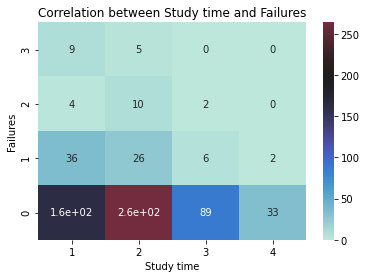 Correlation between Study time and Failures
3 9 5 0 0
2 4 10 2 0
1 36 26 6 2
0 1.6e+02 2.6e+02 89 33
1 2 3 4
Study time
Failures
250
200
150
100
50
0